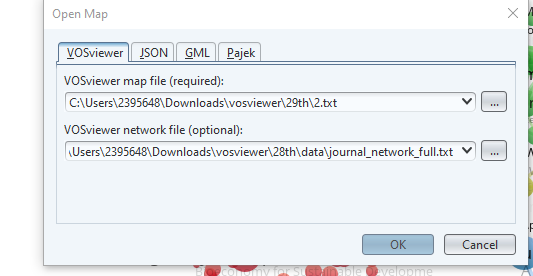 Open Map
VOSviewer JSON GML Pajek
VOSviewer map file (required):
C:\Users\2395648\Downloads\vosviewer\29th\2.txt
...
VOSviewer network file (optional):
\Users\2395648\Downloads\vosviewer\28th\data\journal_network_full.txt
...
OK Cancel
for Sustainable Developme